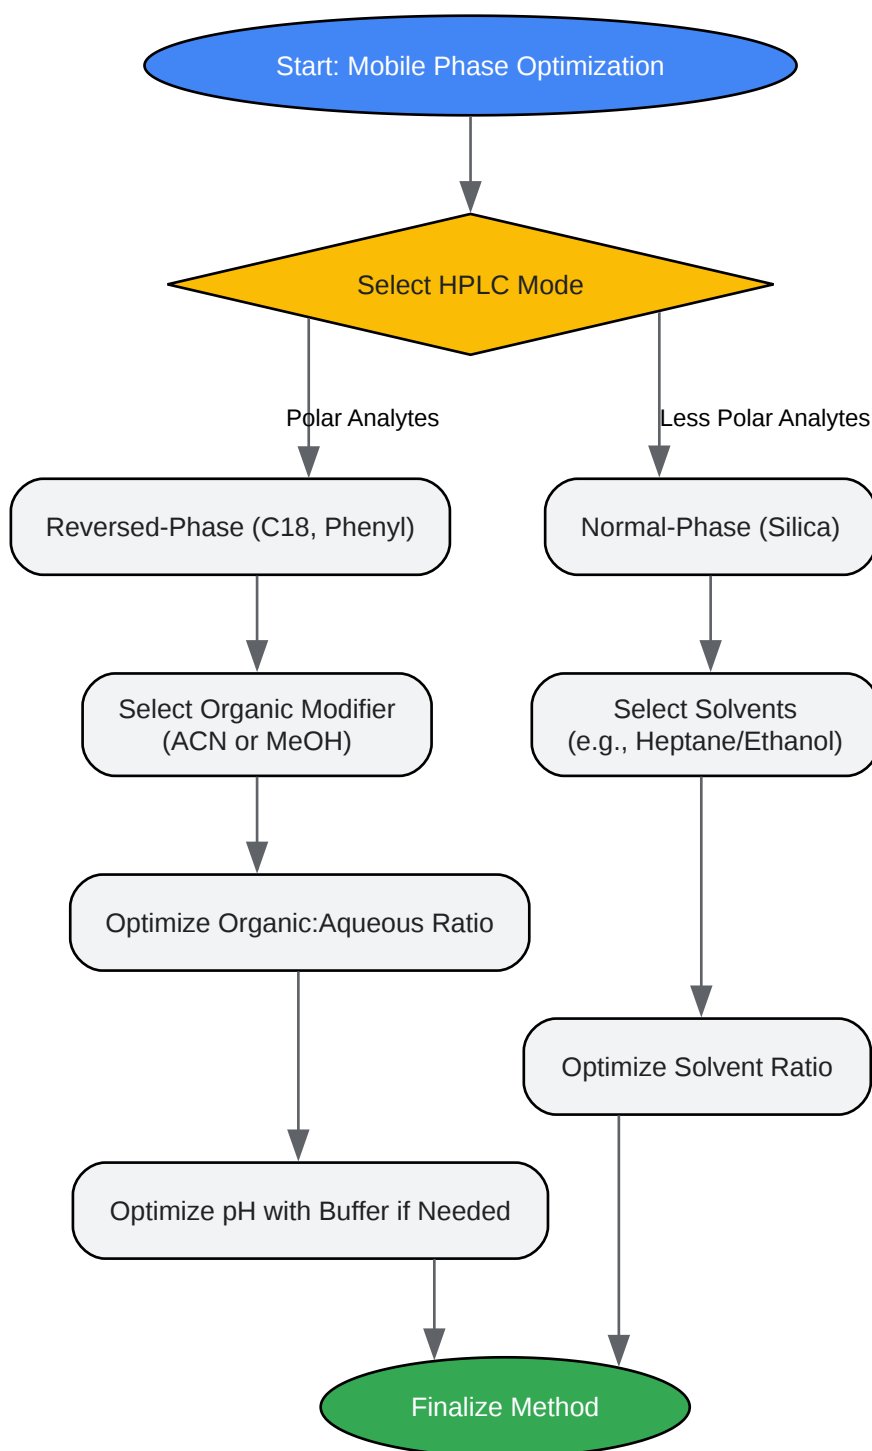 Start: Mobile Phase Optimization
Select HPLC Mode
Polar Analytes
Less Polar Analytes
Reversed-Phase (C18, Phenyl)
Normal-Phase (Silica)
Select Organic Modifier
(ACN or MeOH)
Select Solvents
(e.g., Heptane/Ethanol)
Optimize Organic:Aqueous Ratio
Optimize Solvent Ratio
Optimize pH with Buffer if Needed
Finalize Method